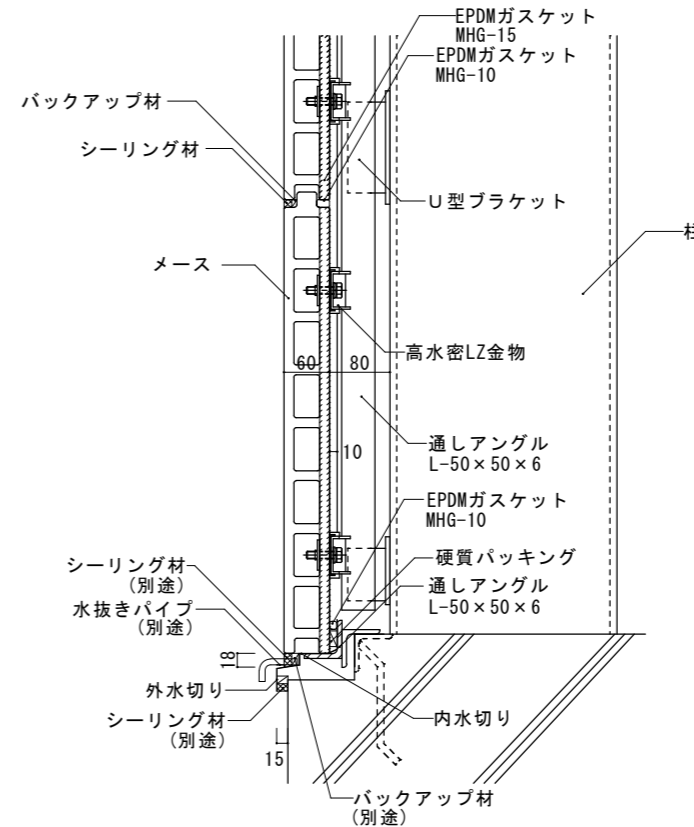 EPDMガスケット
MHG-15
EPDMガスケット
MHG-10
バックアップ材
シーリング材
U型ブラケット
柱
メース
高水密LZ金物
60
80
通しアングル
L-50×50×6
10
EPDMガスケット
MHG-10
硬質パッキング
シーリング材
(別途)
通しアングル
L-50×50×6
水抜きパイプ
(別途)
18
外水切り
内水切り
シーリング材
(別途)
15
バックアップ材
(別途)